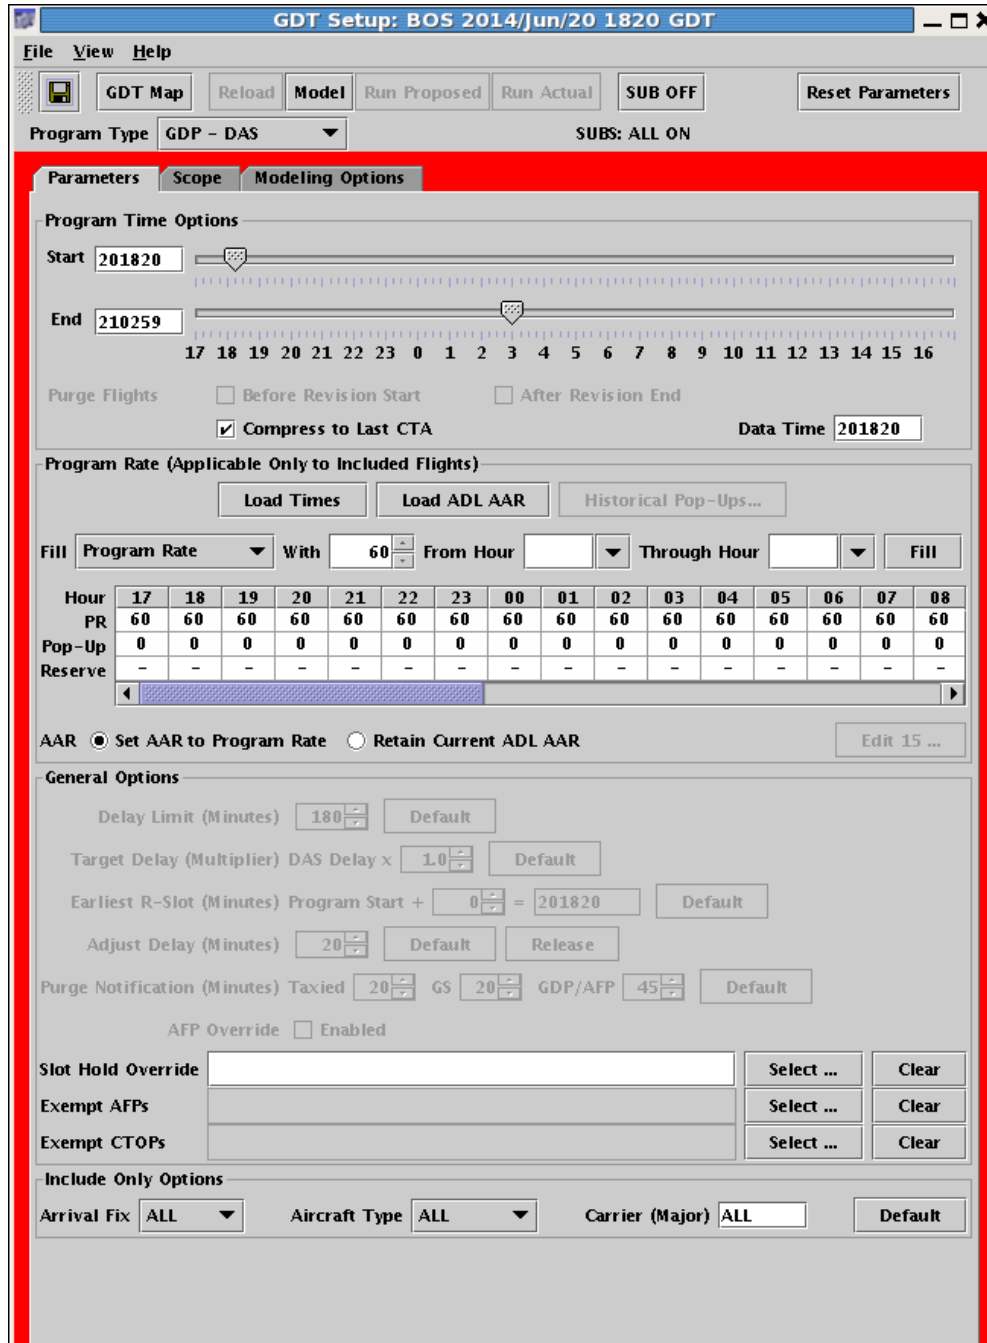 GDT Setup: BOS 2014/Jun/20 1820 GDT
File View Help
GDT Map Reload Model Run Proposed Run Actual SUB OFF Reset Parameters
Program Type GDP - DAS SUBS: ALL ON
Parameters Scope Modeling Options
Program Time Options
Start 201820
End 210259
17 18 19 20 21 22 23 0 1 2 3 4 5 6 7 8 9 10 11 12 13 14 15 16
Purge Flights Before Revision Start After Revision End
Compress to Last CTA Data Time 201820
Program Rate (Applicable Only to Included Flights)
Load Times Load ADL AAR Historical Pop-Ups...
Fill Program Rate With 60 From Hour Through Hour Fill
Hour 17 18 19 20 21 22 23 00 01 02 03 04 05 06 07 08
PR 60 60 60 60 60 60 60 60 60 60 60 60 60 60 60 60
Pop-Up 0 0 0 0 0 0 0 0 0 0 0 0 0 0 0 0
Reserve - - - - - - - - - - - - - - - -
AAR Set AAR to Program Rate Retain Current ADL AAR Edit 15 ...
General Options
Delay Limit (Minutes) 180 Default
Target Delay (Multiplier) DAS Delay x 1.0 Default
Earliest R-Slot (Minutes) Program Start + 0 = 201820 Default
Adjust Delay (Minutes) 20 Default Release
Purge Notification (Minutes) Taxied 20 GS 20 GDP/AFP 45 Default
AFP Override Enabled
Slot Hold Override Select ... Clear
Exempt AFPs Select ... Clear
Exempt CTOPs Select ... Clear
Include Only Options
Arrival Fix ALL Aircraft Type ALL Carrier (Major) ALL Default